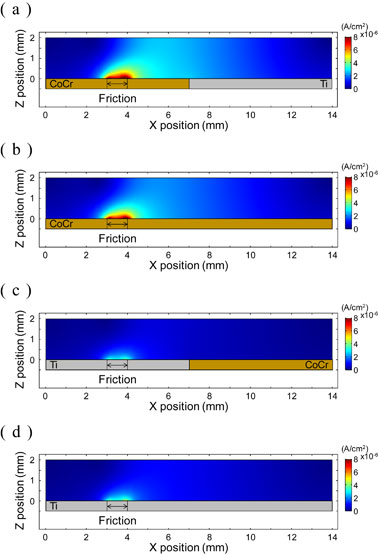 ( a )
(A/cm²)
x10⁻⁶
Z position (mm)
2
1
0
8
6
4
2
0
CoCr
Ti
0 2 4 6 8 10 12 14
Friction
X position (mm)
( b )
(A/cm²)
x10⁻⁶
Z position (mm)
2
1
0
8
6
4
2
0
CoCr
0 2 4 6 8 10 12 14
Friction
X position (mm)
( c )
(A/cm²)
x10⁻⁶
Z position (mm)
2
1
0
8
6
4
2
0
Ti
CoCr
0 2 4 6 8 10 12 14
Friction
X position (mm)
( d )
(A/cm²)
x10⁻⁶
Z position (mm)
2
1
0
8
6
4
2
0
Ti
0 2 4 6 8 10 12 14
Friction
X position (mm)